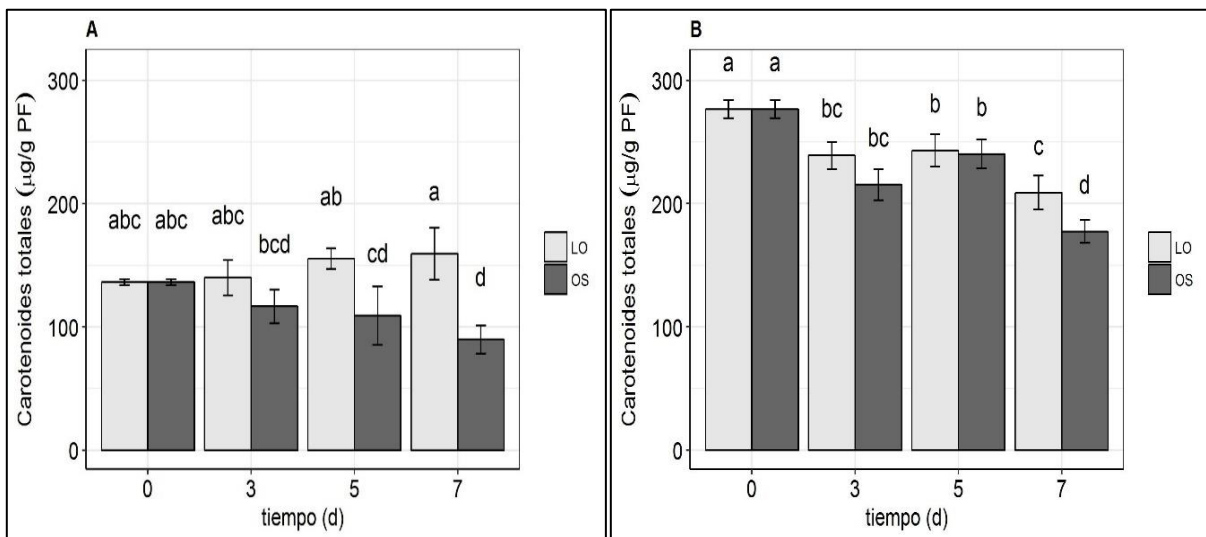 A
Carotenoides totales (µg/g PF)
300
200
100
0
abc abc abc bcd ab cd a d
0 3 5 7
tiempo (d)
LO
OS
B
Carotenoides totales (µg/g PF)
300
200
100
0
a a bc bc b b c d
0 3 5 7
tiempo (d)
LO
OS